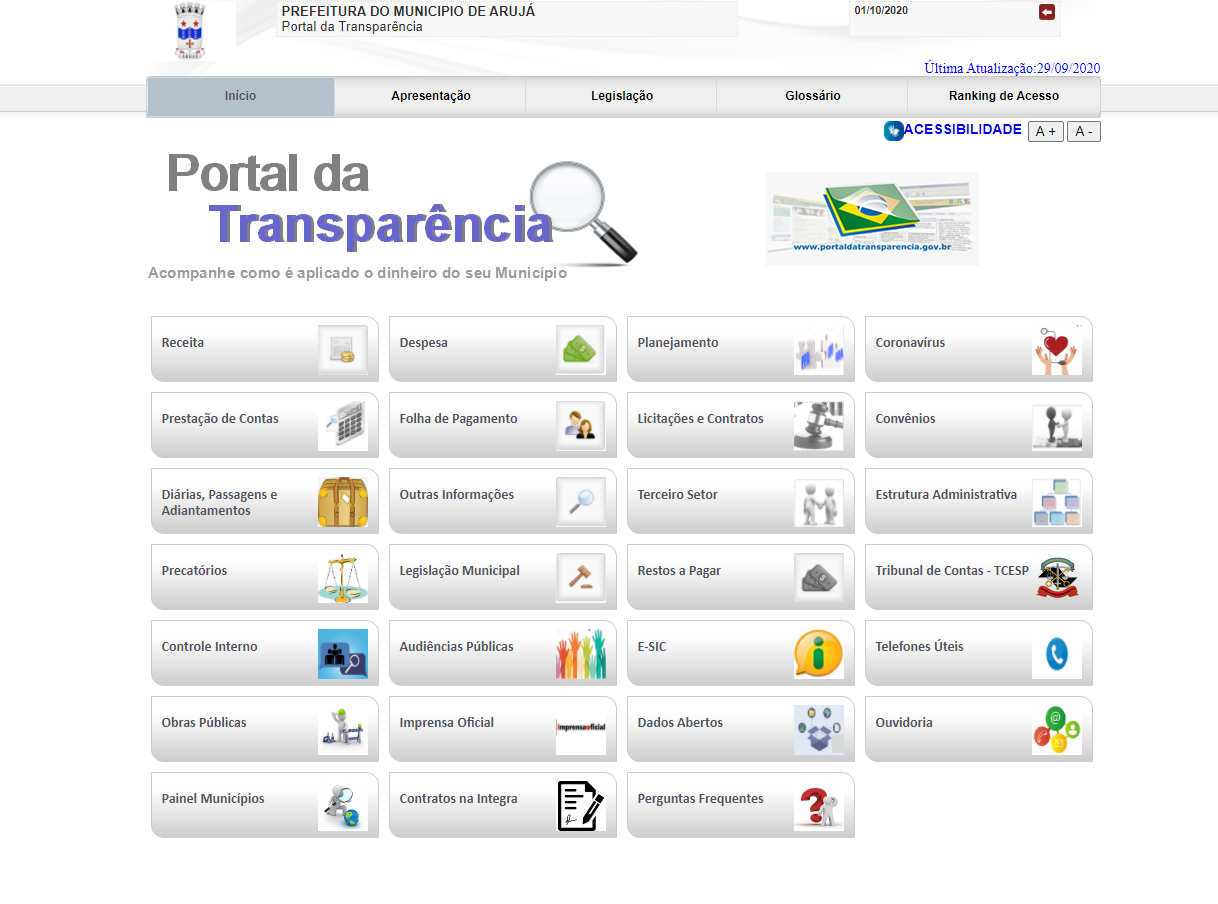 PREFEITURA DO MUNICIPIO DE ARUJÁ
Portal da Transparência
01/10/2020
Última Atualização:29/09/2020
Início
Apresentação
Legislação
Glossário
Ranking de Acesso
ACESSIBILIDADE
A +
A -
Portal da
Transparência
www.portaldatransparencia.gov.br
Acompanhe como é aplicado o dinheiro do seu Município
Receita
Despesa
Planejamento
Coronavírus
Prestação de Contas
Folha de Pagamento
Licitações e Contratos
Convênios
Diárias, Passagens e
Adiantamentos
Outras Informações
Terceiro Setor
Estrutura Administrativa
Precatórios
Legislação Municipal
Restos a Pagar
Tribunal de Contas - TCESP
Controle Interno
Audiências Públicas
E-SIC
Telefones Úteis
Obras Públicas
Imprensa Oficial
imprensaoficial
Dados Abertos
Ouvidoria
Painel Municípios
Contratos na Integra
Perguntas Frequentes